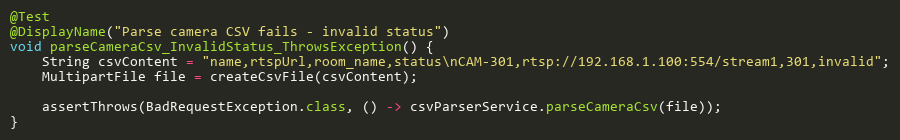 @Test
@DisplayName("Parse camera CSV fails - invalid status")
void parseCameraCsv_InvalidStatus_ThrowsException() {
    String csvContent = "name,rtspUrl,room_name,status\nCAM-301,rtsp://192.168.1.100:554/stream1,301,invalid";
    MultipartFile file = createCsvFile(csvContent);

    assertThrows(BadRequestException.class, () -> csvParserService.parseCameraCsv(file));
}